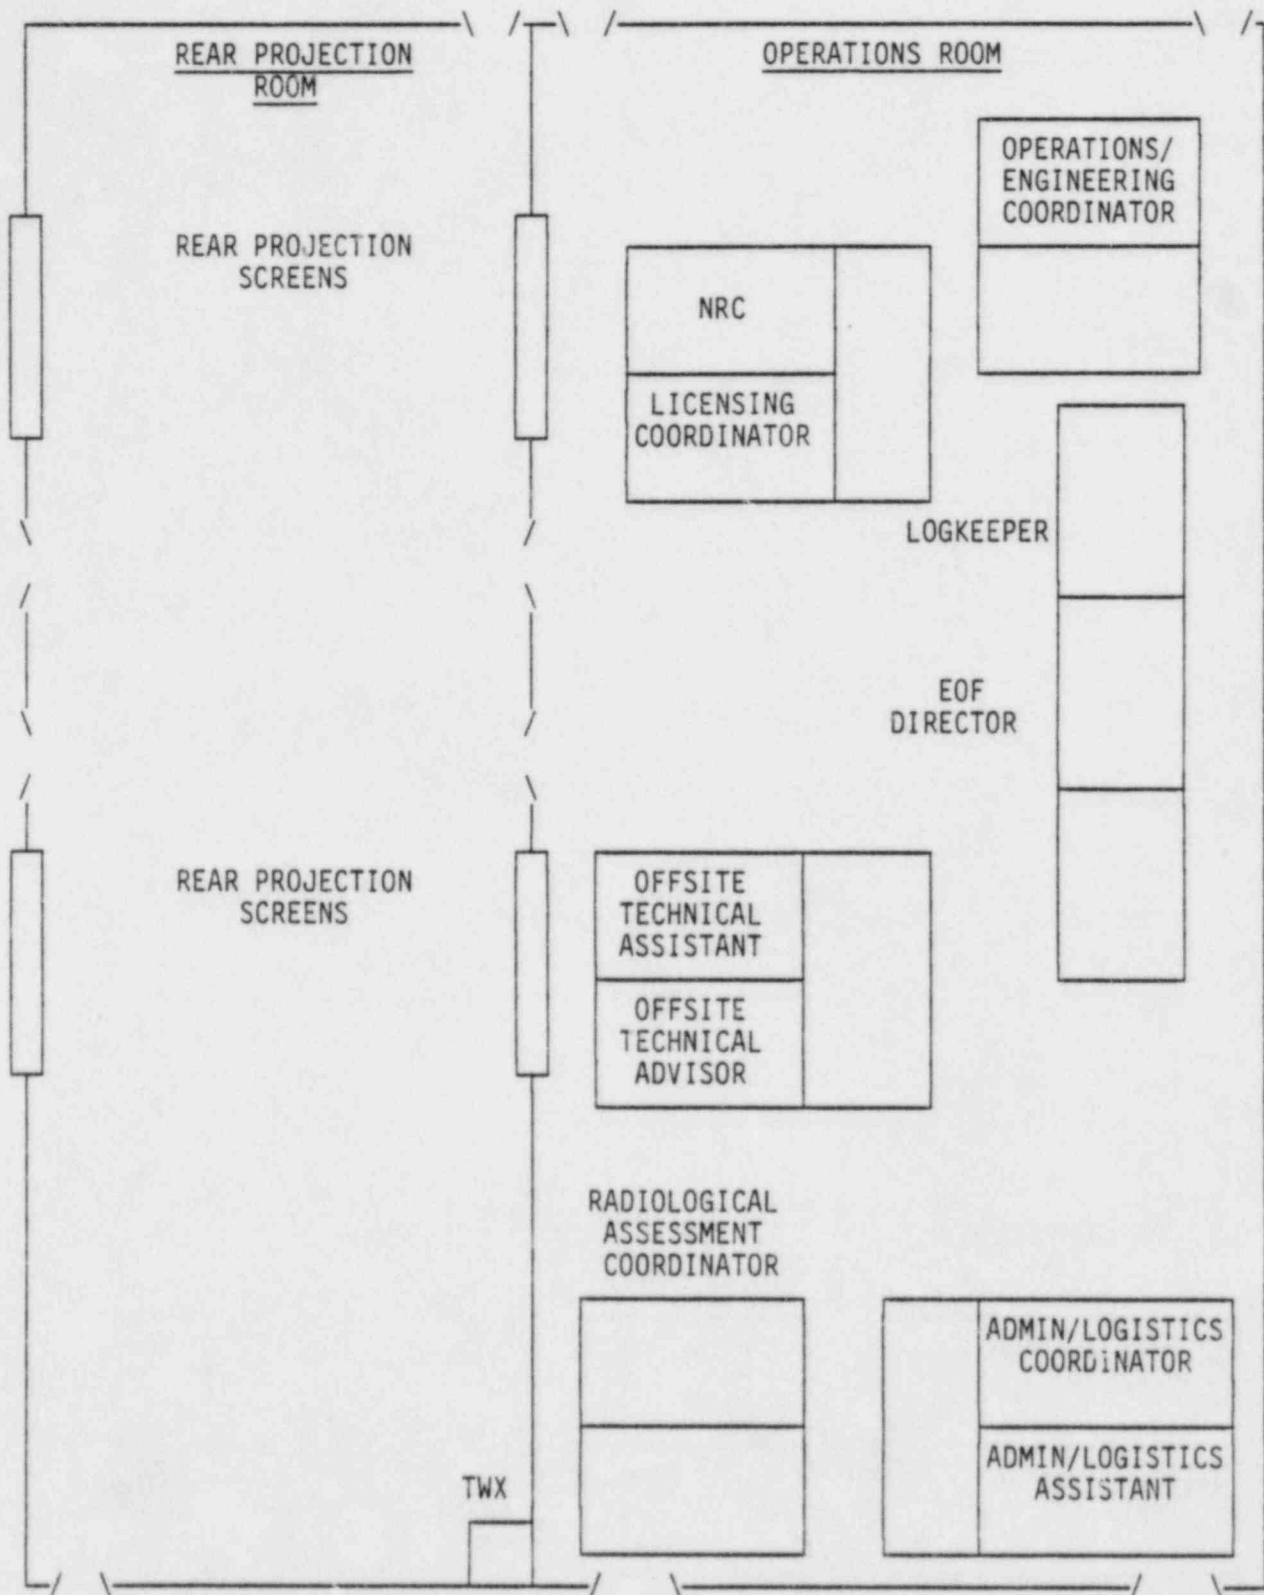 REAR PROJECTION
ROOM
OPERATIONS ROOM
OPERATIONS/
ENGINEERING
COORDINATOR
REAR PROJECTION
SCREENS
NRC
LICENSING
COORDINATOR
LOGKEEPER
EOF
DIRECTOR
REAR PROJECTION
SCREENS
OFFSITE
TECHNICAL
ASSISTANT
OFFSITE
TECHNICAL
ADVISOR
RADIOLOGICAL
ASSESSMENT
COORDINATOR
ADMIN/LOGISTICS
COORDINATOR
ADMIN/LOGISTICS
ASSISTANT
TWX